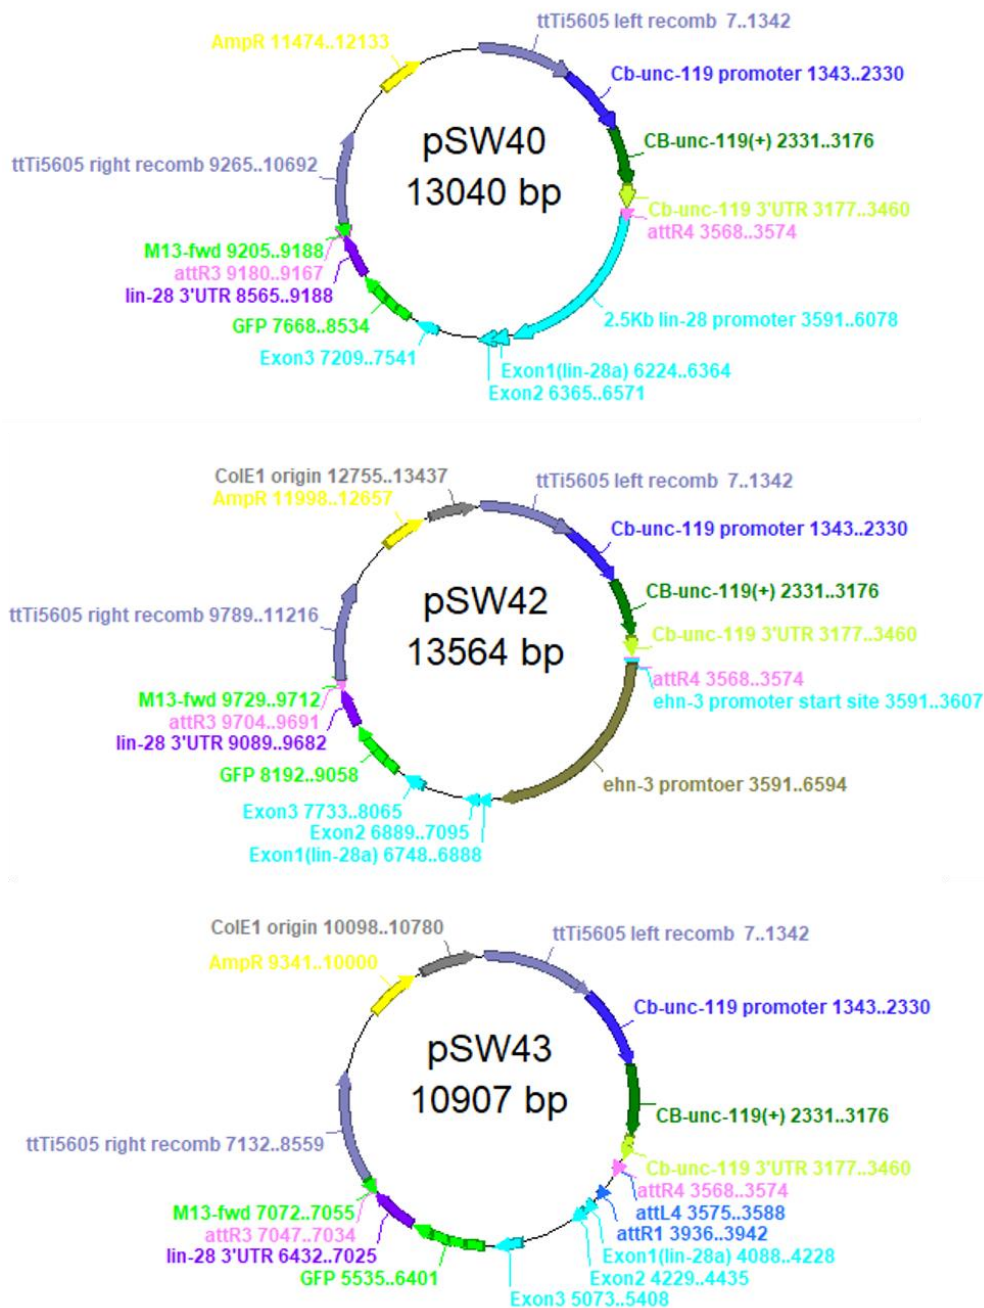 ttTi5605 left recomb 7..1342
AmpR 11474..12133
Cb-unc-119 promoter 1343..2330
pSW40
13040 bp
CB-unc-119(+) 2331..3176
ttTi5605 right recomb 9265..10692
Cb-unc-119 3'UTR 3177..3460
attR4 3568..3574
M13-fwd 9205..9188
attR3 9180..9167
lin-28 3'UTR 8565..9188
GFP 7668..8534
2.5Kb lin-28 promoter 3591..6078
Exon3 7209..7541
Exon1(lin-28a) 6224..6364
Exon2 6365..6571
ColE1 origin 12755..13437
ttTi5605 left recomb 7..1342
AmpR 11998..12657
Cb-unc-119 promoter 1343..2330
pSW42
13564 bp
CB-unc-119(+) 2331..3176
ttTi5605 right recomb 9789..11216
Cb-unc-119 3'UTR 3177..3460
attR4 3568..3574
ehn-3 promoter start site 3591..3607
M13-fwd 9729..9712
attR3 9704..9691
lin-28 3'UTR 9089..9682
GFP 8192..9058
ehn-3 promtoer 3591..6594
Exon3 7733..8065
Exon2 6889..7095
Exon1(lin-28a) 6748..6888
ColE1 origin 10098..10780
ttTi5605 left recomb 7..1342
AmpR 9341..10000
Cb-unc-119 promoter 1343..2330
pSW43
10907 bp
CB-unc-119(+) 2331..3176
ttTi5605 right recomb 7132..8559
Cb-unc-119 3'UTR 3177..3460
attR4 3568..3574
attL4 3575..3588
attR1 3936..3942
M13-fwd 7072..7055
attR3 7047..7034
lin-28 3'UTR 6432..7025
GFP 5535..6401
Exon1(lin-28a) 4088..4228
Exon2 4229..4435
Exon3 5073..5408